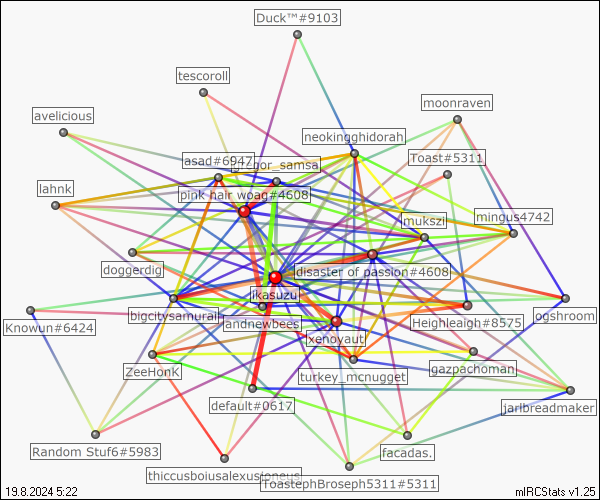 Duck™#9103
tescoroll
moonraven
avelicious
neokingghidorah
Toast#5311
asad#6947
gregor_samsa
lahnk
pink hair woag#4608
mukszi
mingus4742
doggerdig
disaster of passion#4608
ikasuzu
bigcitysamurai
landnewbees
ogshroom
Knowun#6424
Heighleaigh#8575
xenoyaut
ZeeHonK
turkey_mcnugget
gazpachoman
default#0617
jarlbreadmaker
Random Stuf6#5983
facadas.
thiccusboiusalexusjoneus
ToastephBroseph5311#5311
19.8.2024 5:22
mIRCStats v1.25